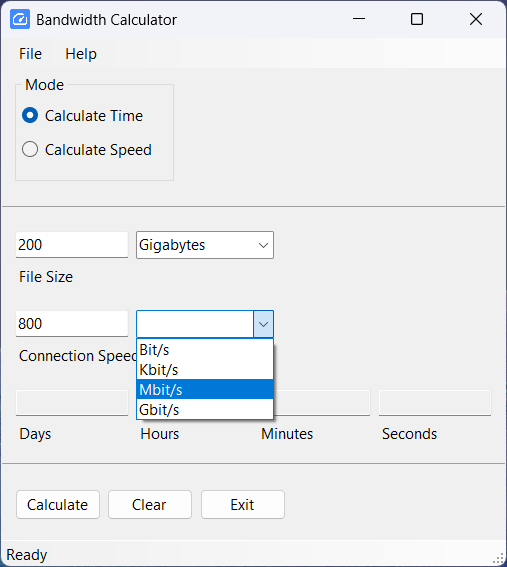 Bandwidth Calculator
File Help
Mode
Calculate Time
Calculate Speed
200 Gigabytes
File Size
800
Connection Speed
Bit/s
Kbit/s
Mbit/s
Gbit/s
Days Hours Minutes Seconds
Calculate Clear Exit
Ready